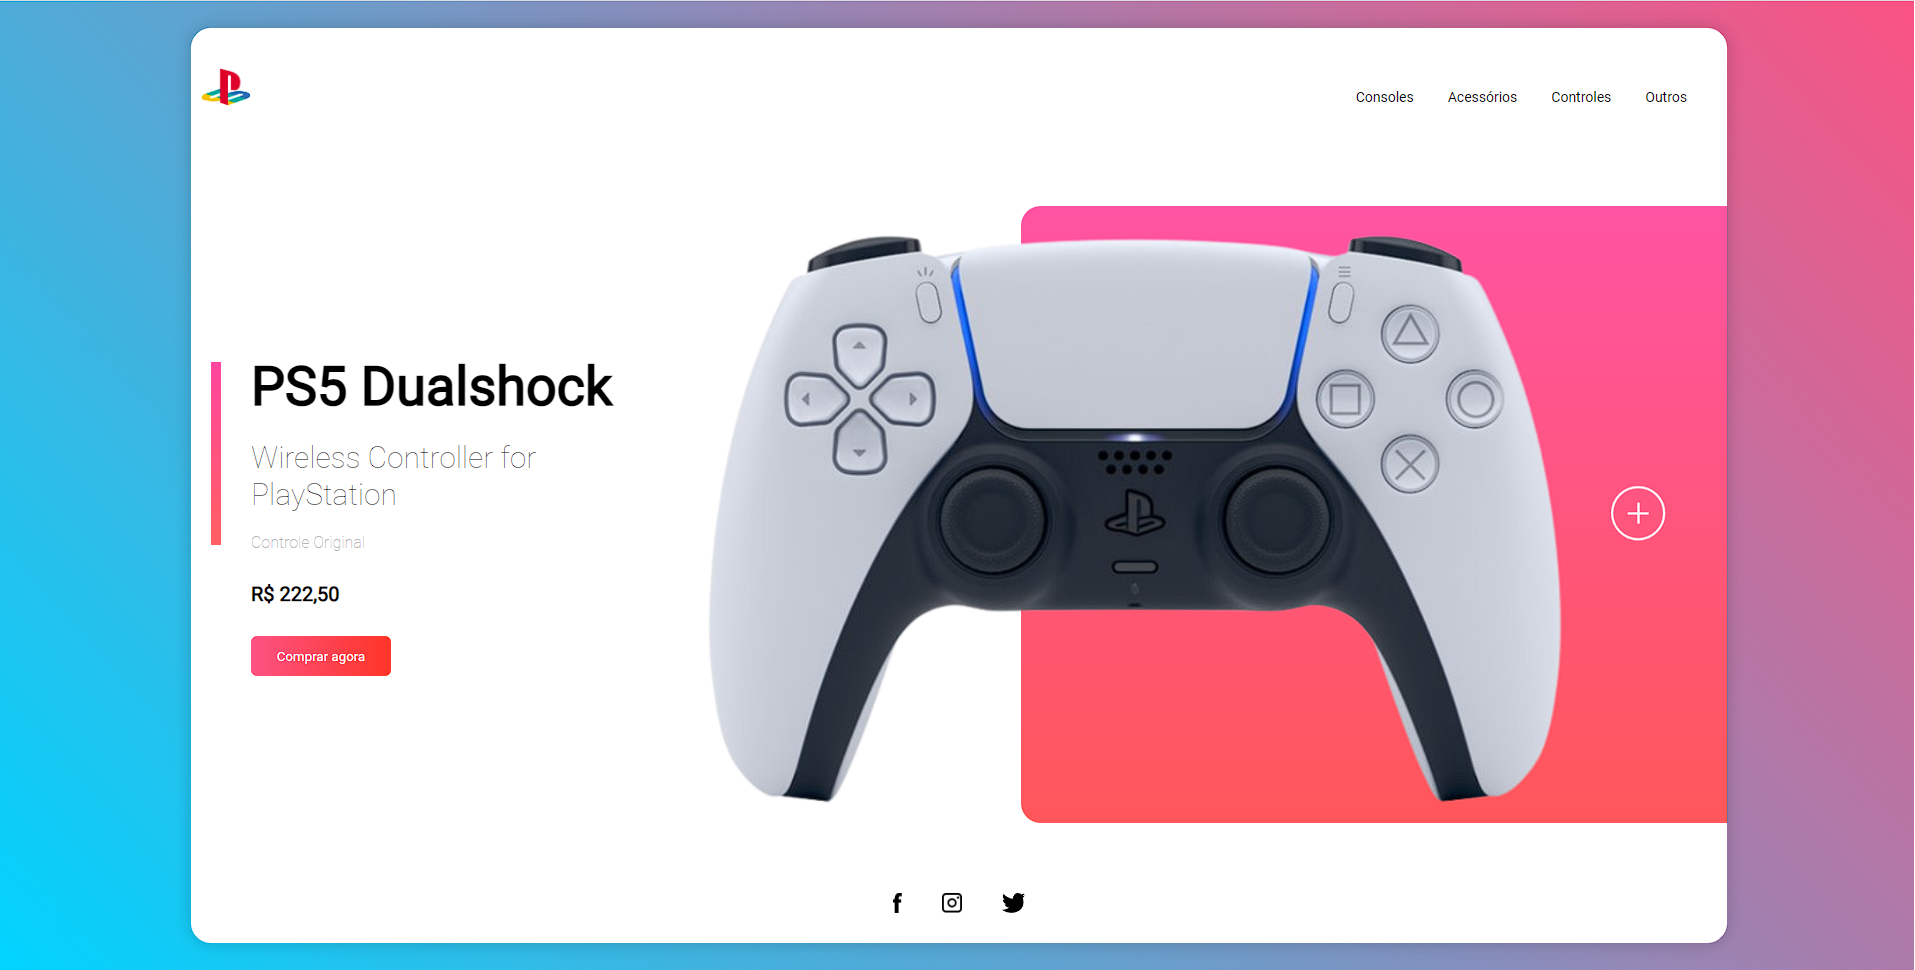 Consoles Acessórios Controles Outros
PS5 Dualshock
Wireless Controller for
PlayStation
Controle Original
R$ 222,50
Comprar agora